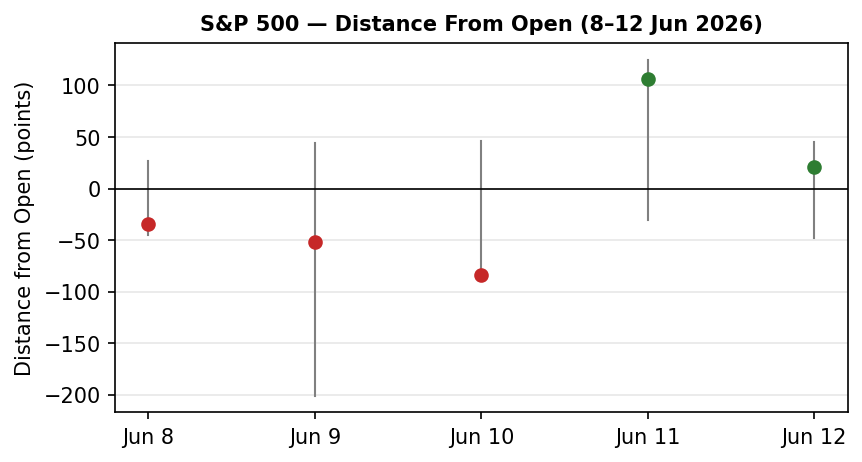 S&P 500 — Distance From Open (8–12 Jun 2026)
Distance from Open (points)
100
50
0
−50
−100
−150
−200
Jun 8 Jun 9 Jun 10 Jun 11 Jun 12